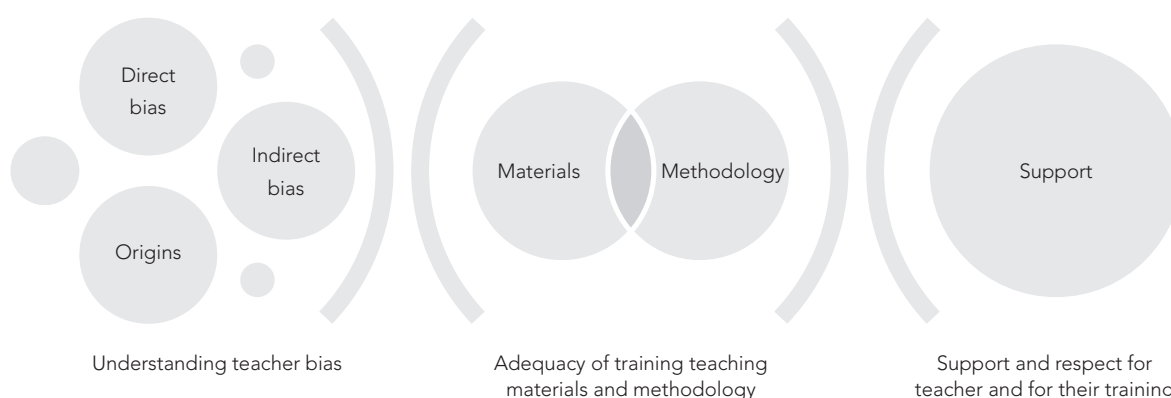 Direct
bias
Indirect
bias
Origins
Materials
Methodology
Support
Understanding teacher bias
Adequacy of training teaching
materials and methodology
Support and respect for
teacher and for their training